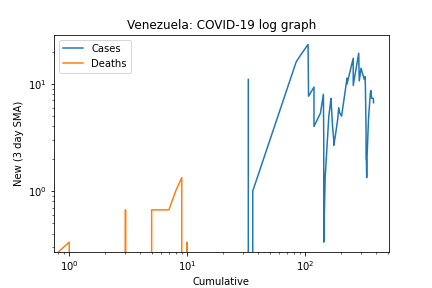 Venezuela: COVID-19 log graph
Cases
Deaths
New (3 day SMA)
10¹
10⁰
10⁰ 10¹ 10²
Cumulative